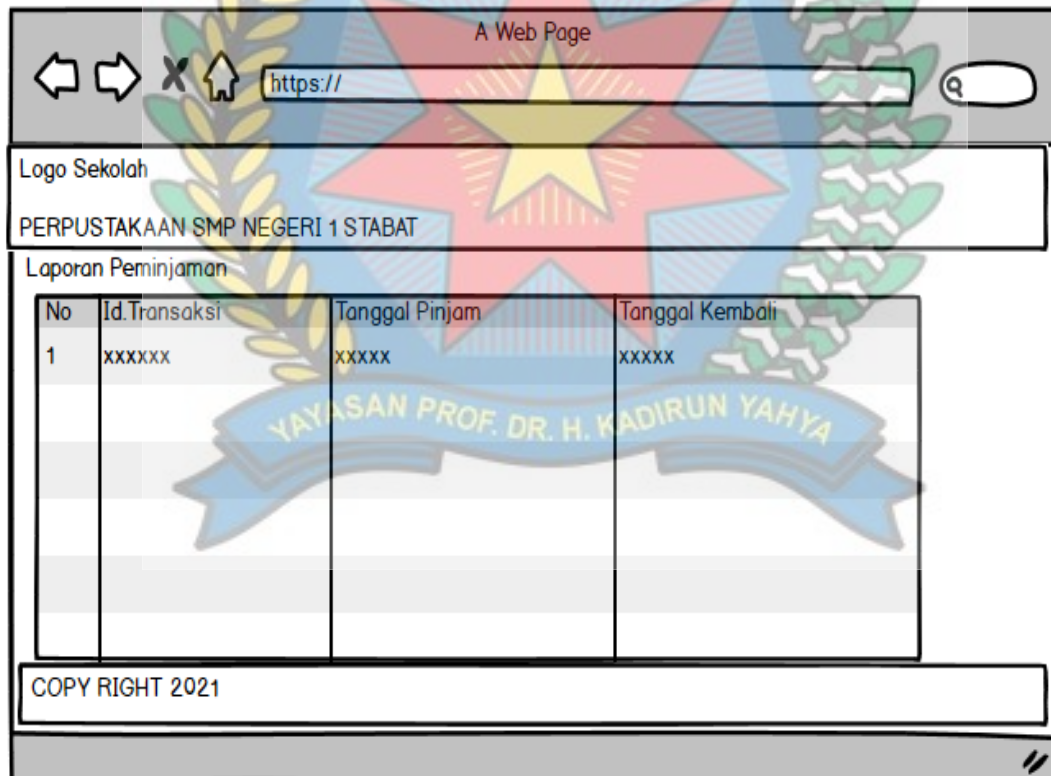 A Web Page
https://
Logo Sekolah
PERPUSTAKAAN SMP NEGERI 1 STABAT
Laporan Peminjaman
No Id.Transaksi Tanggal Pinjam Tanggal Kembali
1 xxxxxx xxxxx xxxxx
YAYASAN PROF. DR. H. KADIRUN YAHYA
COPY RIGHT 2021